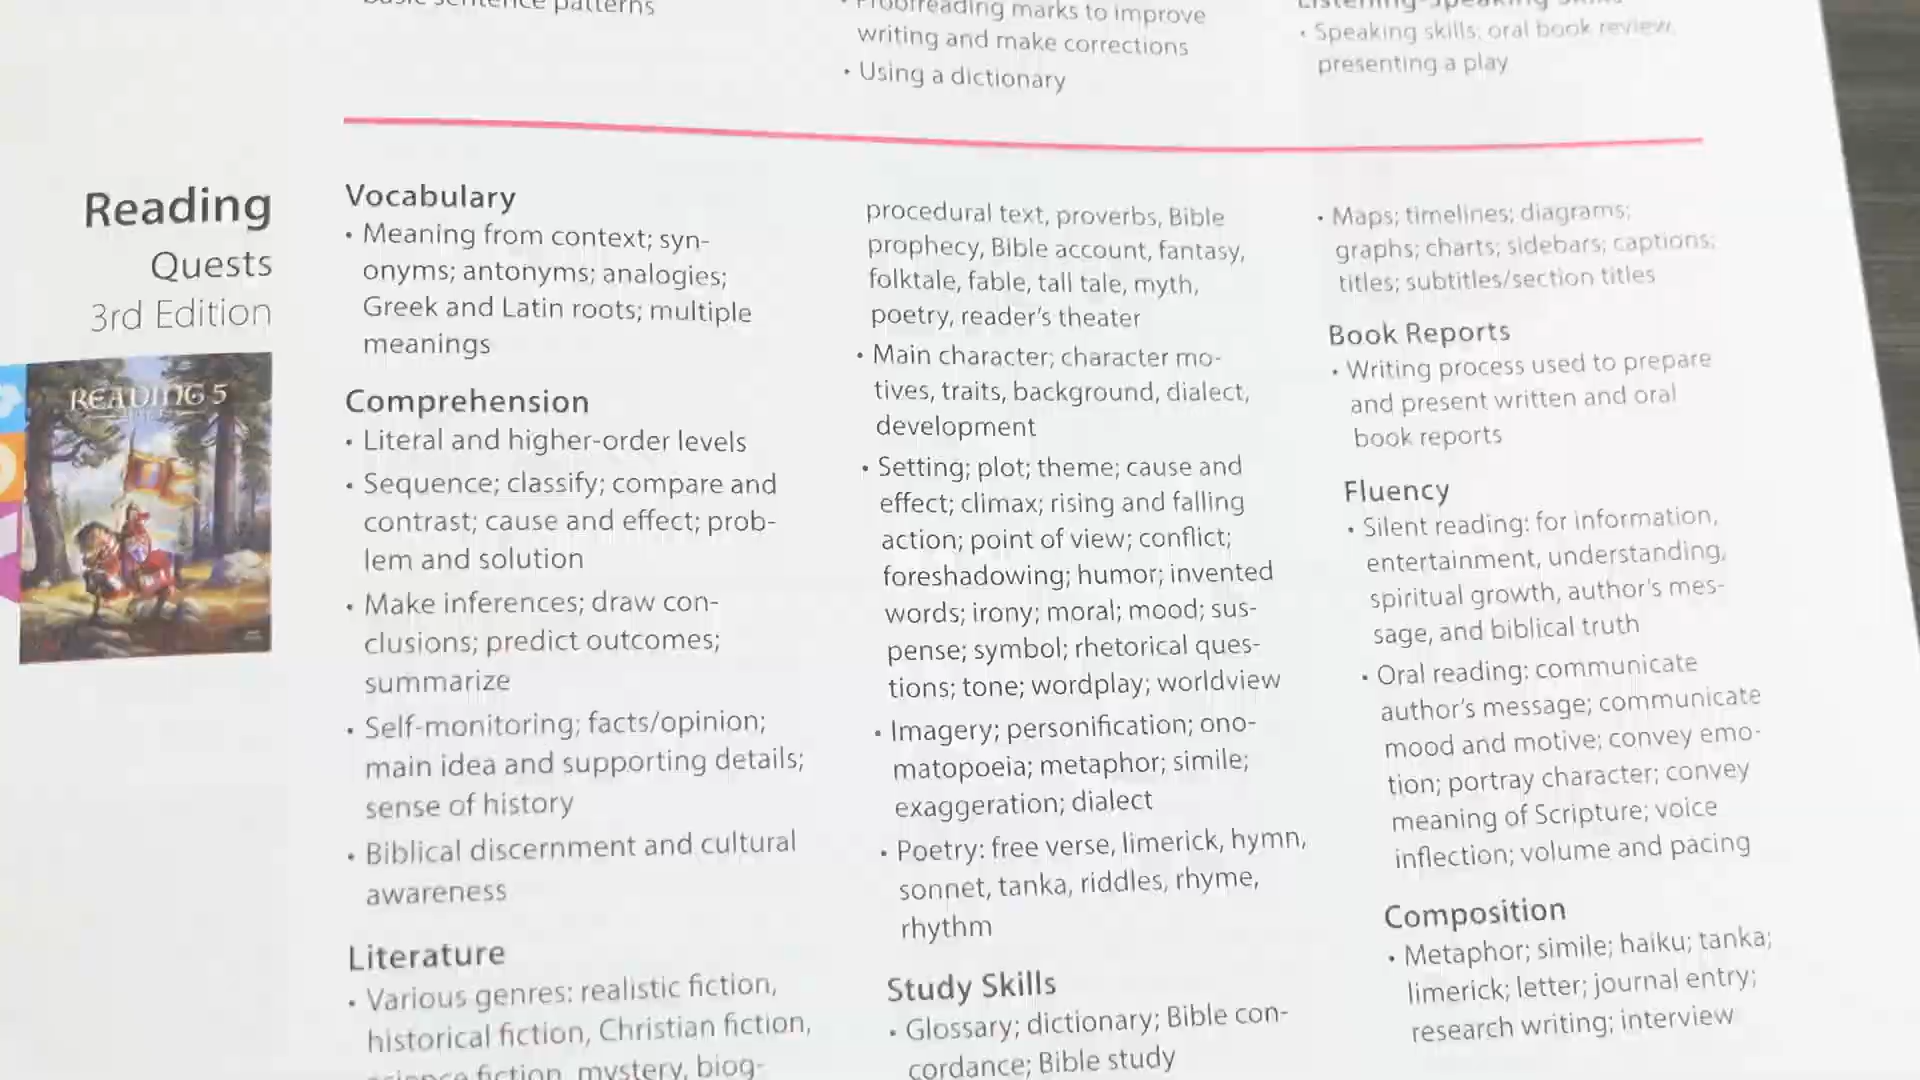 basic sentence patterns
Proofreading marks to improve
writing and make corrections
• Using a dictionary
Listening-Speaking Skills
• Speaking skills: oral book review,
presenting a play
Reading
Quests
3rd Edition
READING 5
Vocabulary
• Meaning from context; syn-
onyms; antonyms; analogies;
Greek and Latin roots; multiple
meanings
Comprehension
• Literal and higher-order levels
• Sequence; classify; compare and
contrast; cause and effect; prob-
lem and solution
• Make inferences; draw con-
clusions; predict outcomes;
summarize
• Self-monitoring; facts/opinion;
main idea and supporting details;
sense of history
• Biblical discernment and cultural
awareness
Literature
• Various genres: realistic fiction,
historical fiction, Christian fiction,
science fiction, mystery, biog-
procedural text, proverbs, Bible
prophecy, Bible account, fantasy,
folktale, fable, tall tale, myth,
poetry, reader's theater
• Main character; character mo-
tives, traits, background, dialect,
development
• Setting; plot; theme; cause and
effect; climax; rising and falling
action; point of view; conflict;
foreshadowing; humor; invented
words; irony; moral; mood; sus-
pense; symbol; rhetorical ques-
tions; tone; wordplay; worldview
• Imagery; personification; ono-
matopoeia; metaphor; simile;
exaggeration; dialect
• Poetry: free verse, limerick, hymn,
sonnet, tanka, riddles, rhyme,
rhythm
Study Skills
• Glossary; dictionary; Bible con-
cordance; Bible study
• Maps; timelines; diagrams;
graphs; charts; sidebars; captions;
titles; subtitles/section titles
Book Reports
• Writing process used to prepare
and present written and oral
book reports
Fluency
• Silent reading: for information,
entertainment, understanding,
spiritual growth, author's mes-
sage, and biblical truth
• Oral reading: communicate
author's message; communicate
mood and motive; convey emo-
tion; portray character; convey
meaning of Scripture; voice
inflection; volume and pacing
Composition
• Metaphor; simile; haiku; tanka;
limerick; letter; journal entry;
research writing; interview